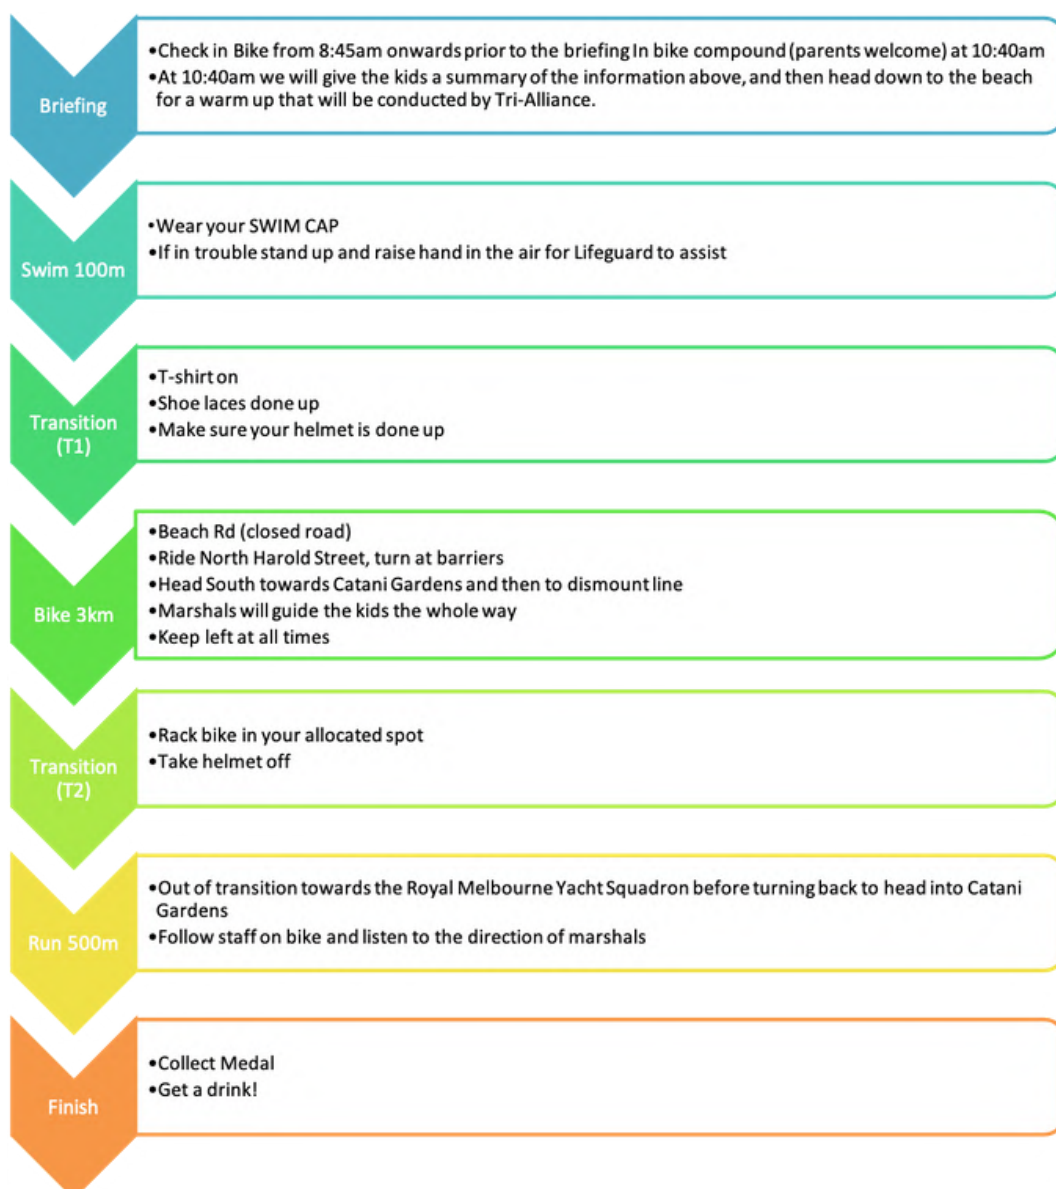 Briefing
•Check in Bike from 8:45am onwards prior to the briefing In bike compound (parents welcome) at 10:40am
•At 10:40am we will give the kids a summary of the information above, and then head down to the beach
for a warm up that will be conducted by Tri-Alliance.
Swim 100m
•Wear your SWIM CAP
•If in trouble stand up and raise hand in the air for Lifeguard to assist
Transition
(T1)
•T-shirt on
•Shoe laces done up
•Make sure your helmet is done up
Bike 3km
•Beach Rd (closed road)
•Ride North Harold Street, turn at barriers
•Head South towards Catani Gardens and then to dismount line
•Marshals will guide the kids the whole way
•Keep left at all times
Transition
(T2)
•Rack bike in your allocated spot
•Take helmet off
Run 500m
•Out of transition towards the Royal Melbourne Yacht Squadron before turning back to head into Catani
Gardens
•Follow staff on bike and listen to the direction of marshals
Finish
•Collect Medal
•Get a drink!